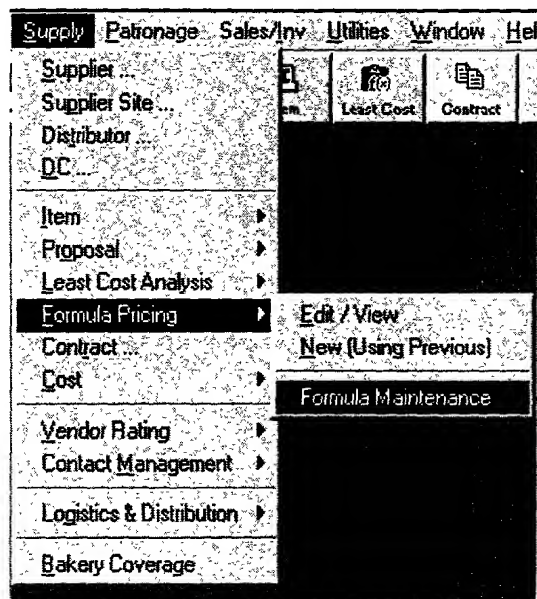 Supply Patronage Sales/Inv Utilities Window Hel
Supplier ...
Supplier Site ...
Distributor ...
DC ...
Least Cost Contract
Item
Proposal
Least Cost Analysis
Formula Pricing
Contract ...
Cost
Vendor Rating
Contact Management
Logistics & Distribution
Bakery Coverage
Edit / View
New (Using Previous)
Formula Maintenance